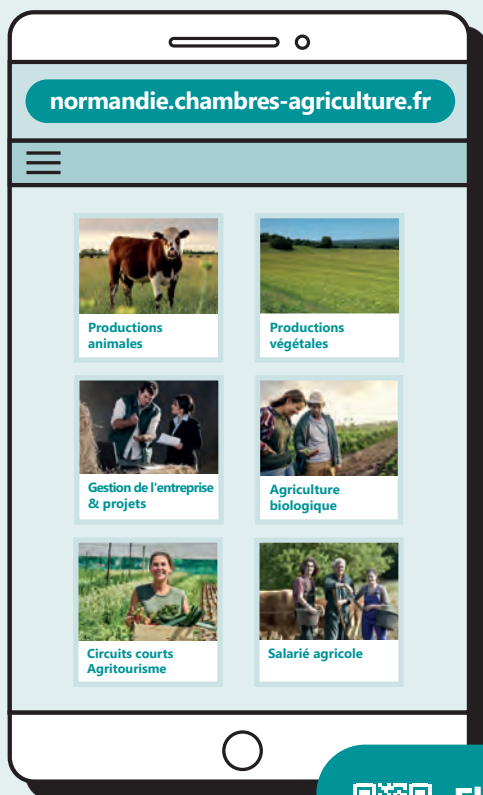 normandie.chambres-agriculture.fr
Productions
animales
Productions
végétales
Gestion de l'entreprise
& projets
Agriculture
biologique
Circuits courts
Agritourisme
Salarié agricole